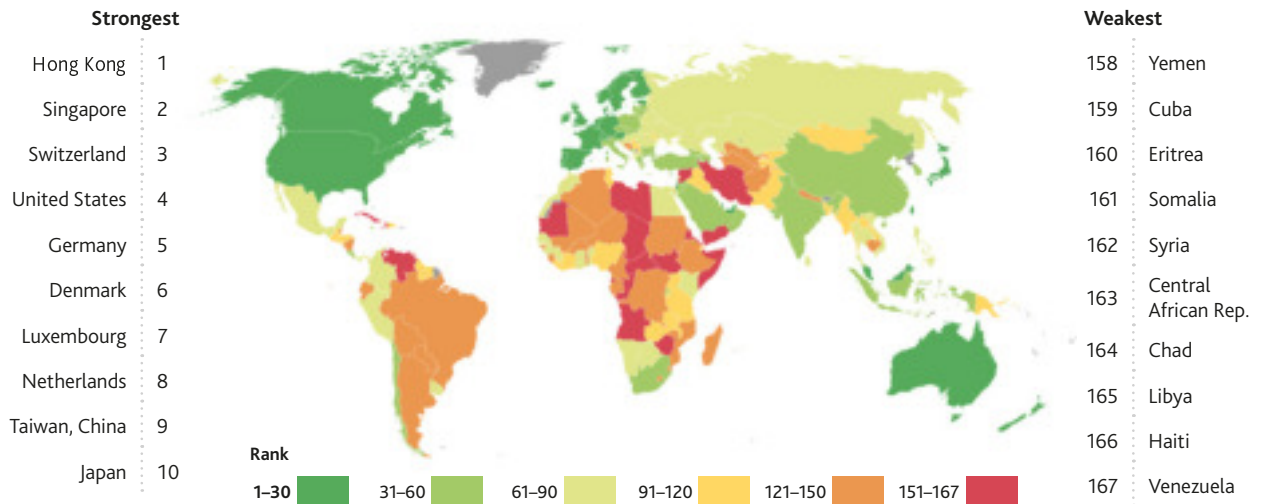 Strongest
Hong Kong 1
Singapore 2
Switzerland 3
United States 4
Germany 5
Denmark 6
Luxembourg 7
Netherlands 8
Taiwan, China 9
Japan 10
Rank
1–30
31–60
61–90
91–120
121–150
151–167
Weakest
158 Yemen
159 Cuba
160 Eritrea
161 Somalia
162 Syria
163 Central
African Rep.
164 Chad
165 Libya
166 Haiti
167 Venezuela